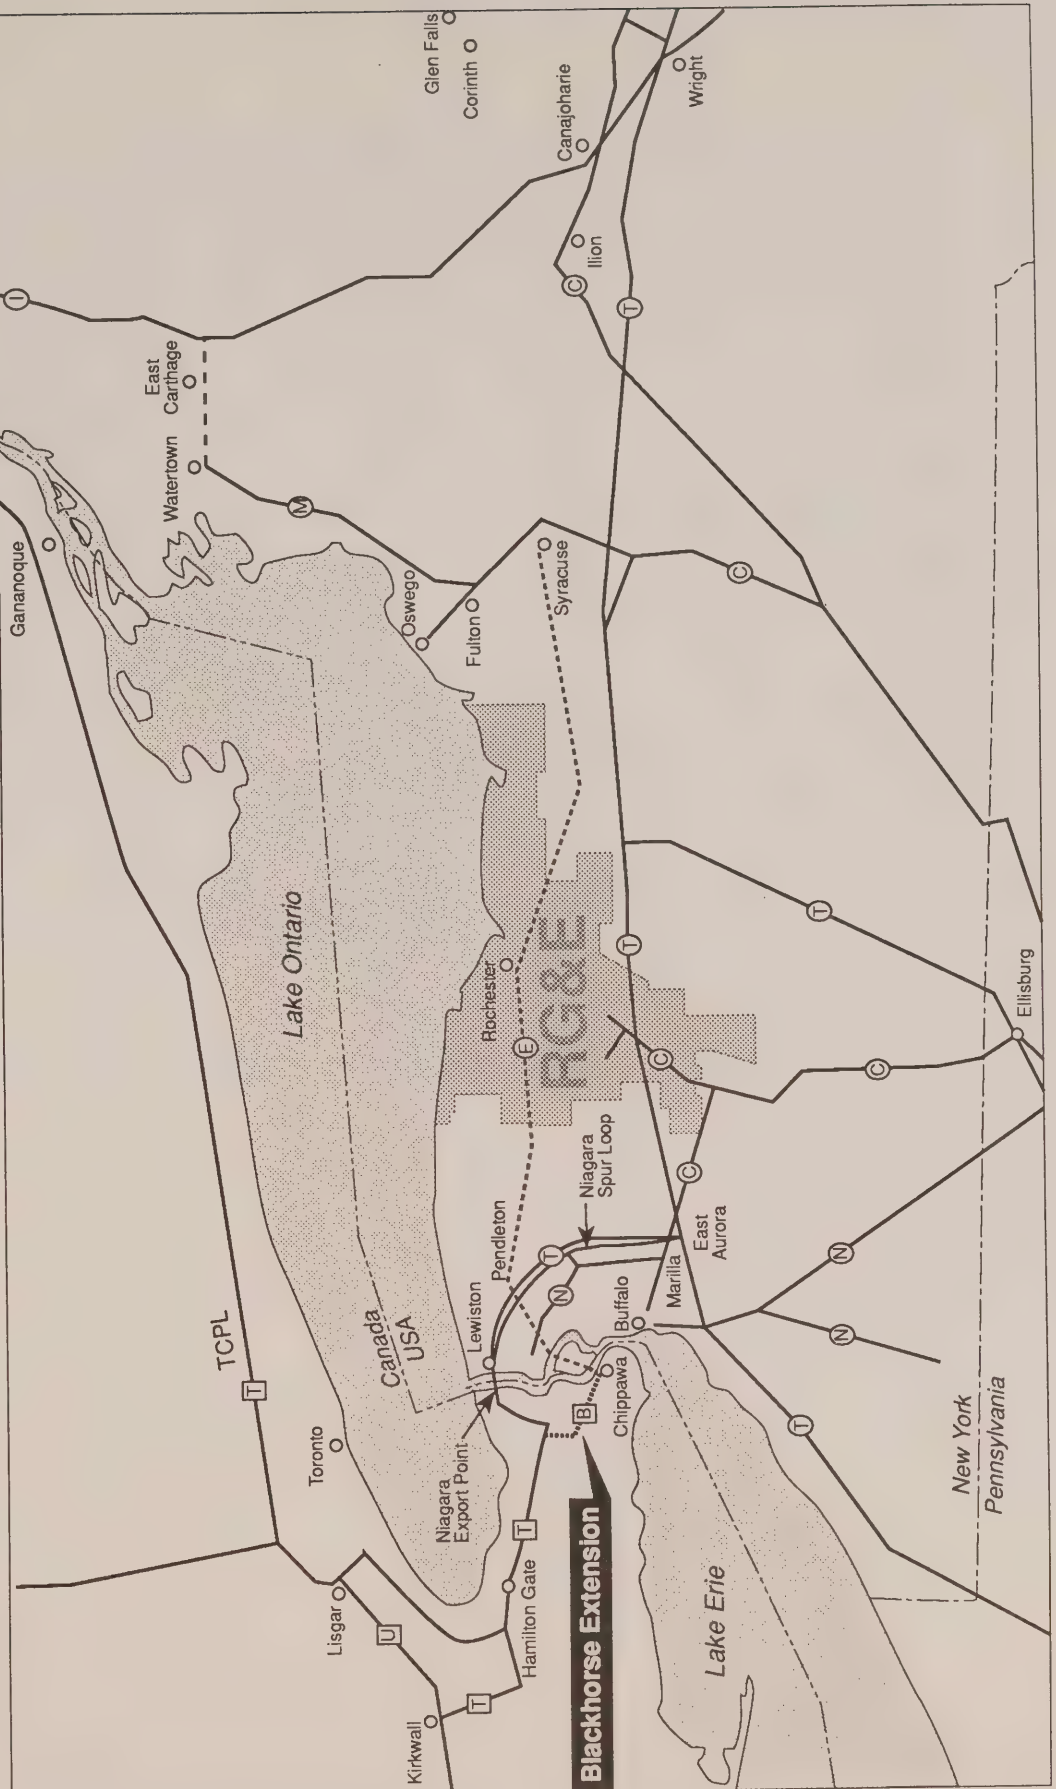 Gananoque
Glen Falls
Corinth
East
Carthage
Watertown
I
M
Canajoharie
Wright
Ilion
C
T
TCPL
T
Lake Ontario
Canada
USA
Toronto
Oswego
Fulton
Syracuse
C
Rochester
E
RG&E
T
T
C
C
Ellisburg
Pendleton
Niagara
Spur Loop
Lewiston
T
N
C
East
Aurora
Marilla
Buffalo
N
N
Niagara
Export Point
B
Chippawa
Blackhorse Extension
T
Hamilton Gate
Lisgar
U
Kirkwall
T
Lake Erie
T
New York
Pennsylvania